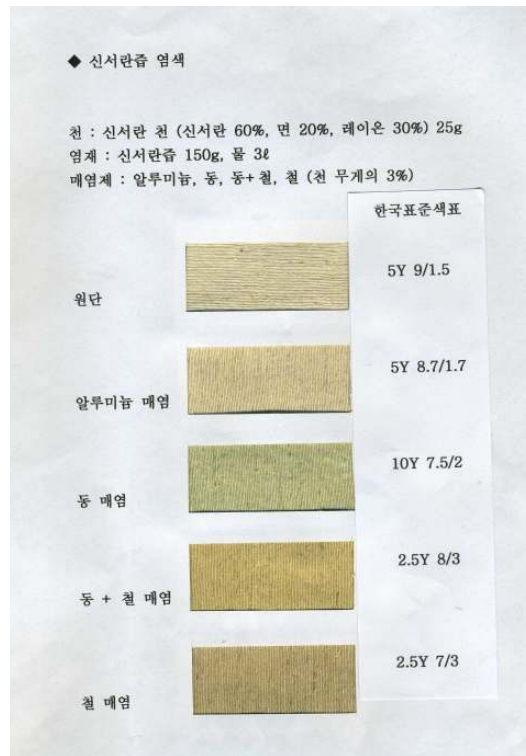 ◆ 신서란즙 염색
천 : 신서란 천 (신서란 60%, 면 20%, 레이온 30%) 25g
염재 : 신서란즙 150g, 물 3ℓ
매염제 : 알루미늄, 동, 동+철, 철 (천 무게의 3%)
한국표준색표
원단 5Y 9/1.5
알루미늄 매염 5Y 8.7/1.7
동 매염 10Y 7.5/2
동 + 철 매염 2.5Y 8/3
철 매염 2.5Y 7/3